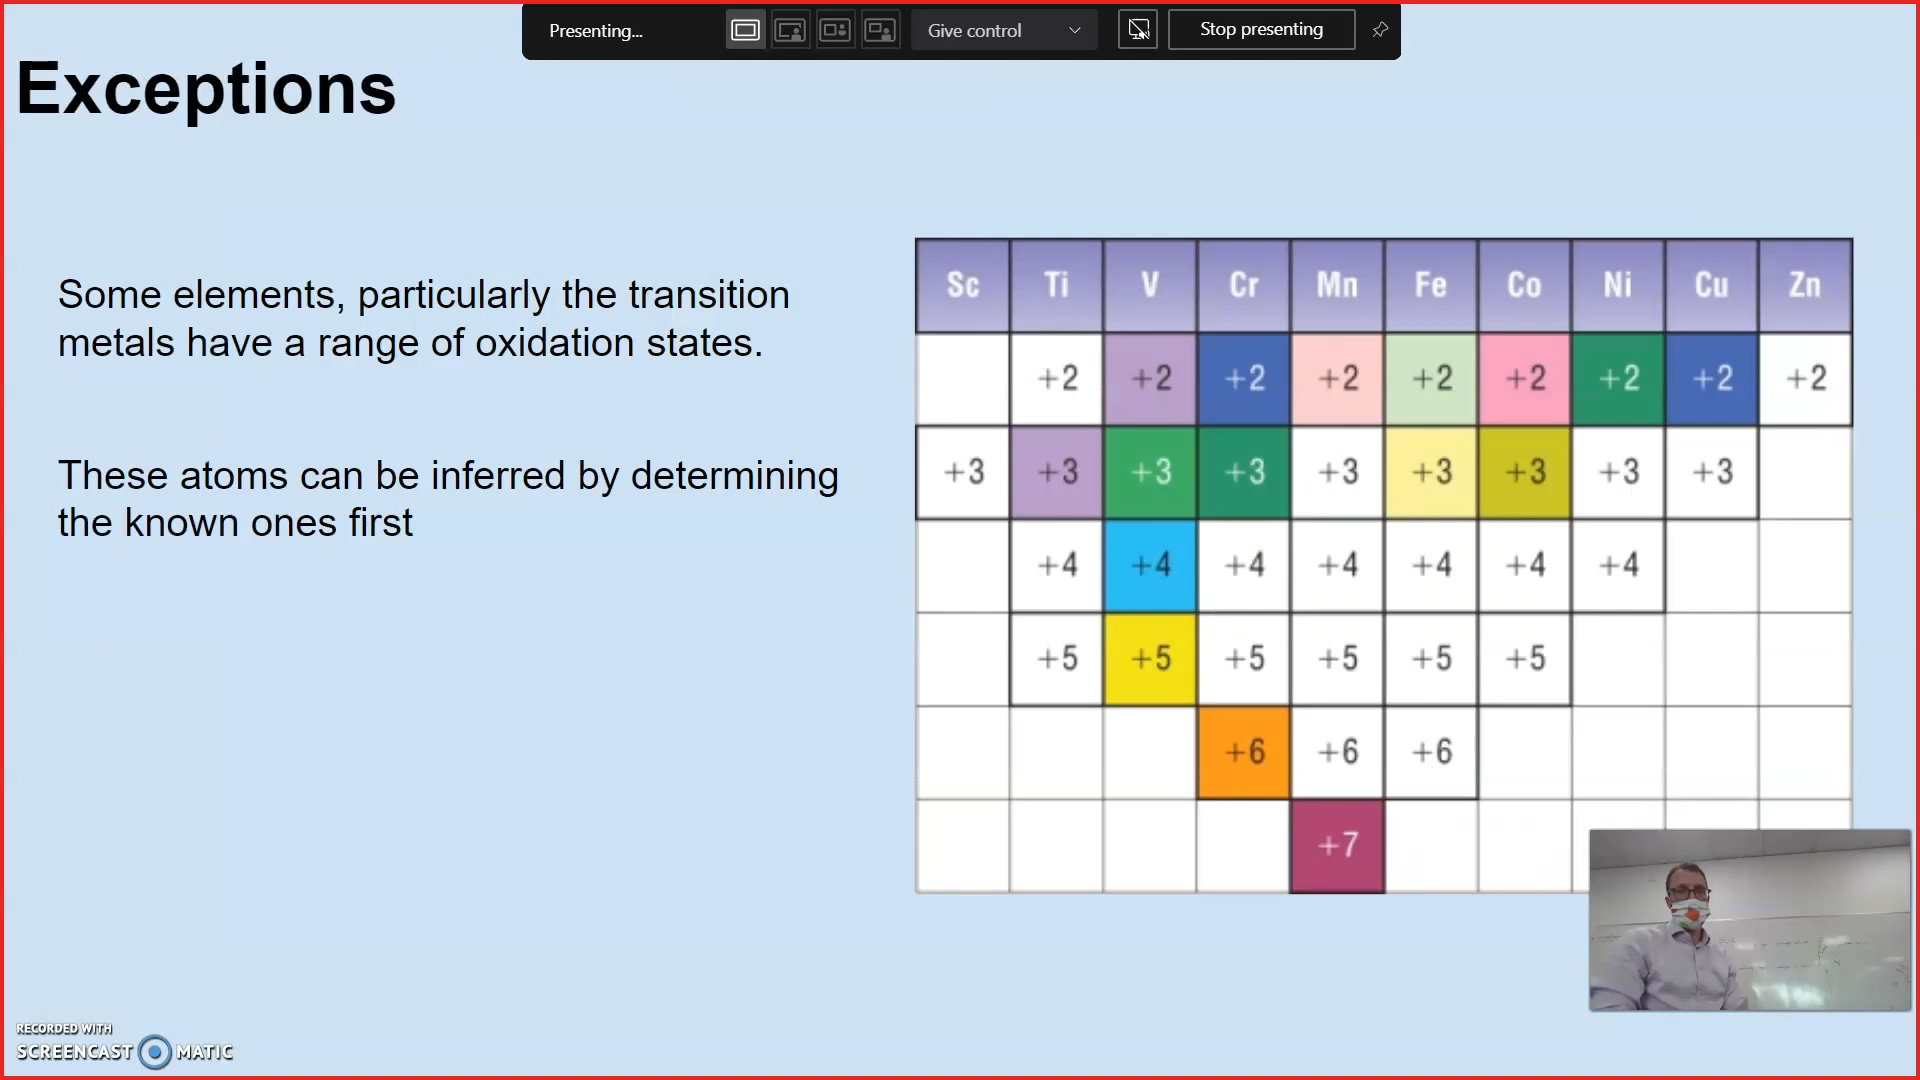 Presenting...
Give control
Stop presenting
Exceptions
Some elements, particularly the transition
metals have a range of oxidation states.
These atoms can be inferred by determining
the known ones first
Sc Ti V Cr Mn Fe Co Ni Cu Zn
+2 +2 +2 +2 +2 +2 +2 +2 +2
+3 +3 +3 +3 +3 +3 +3 +3 +3
+4 +4 +4 +4 +4 +4 +4
+5 +5 +5 +5 +5 +5
+6 +6 +6
+7
RECORDED WITH
SCREENCAST MATIC